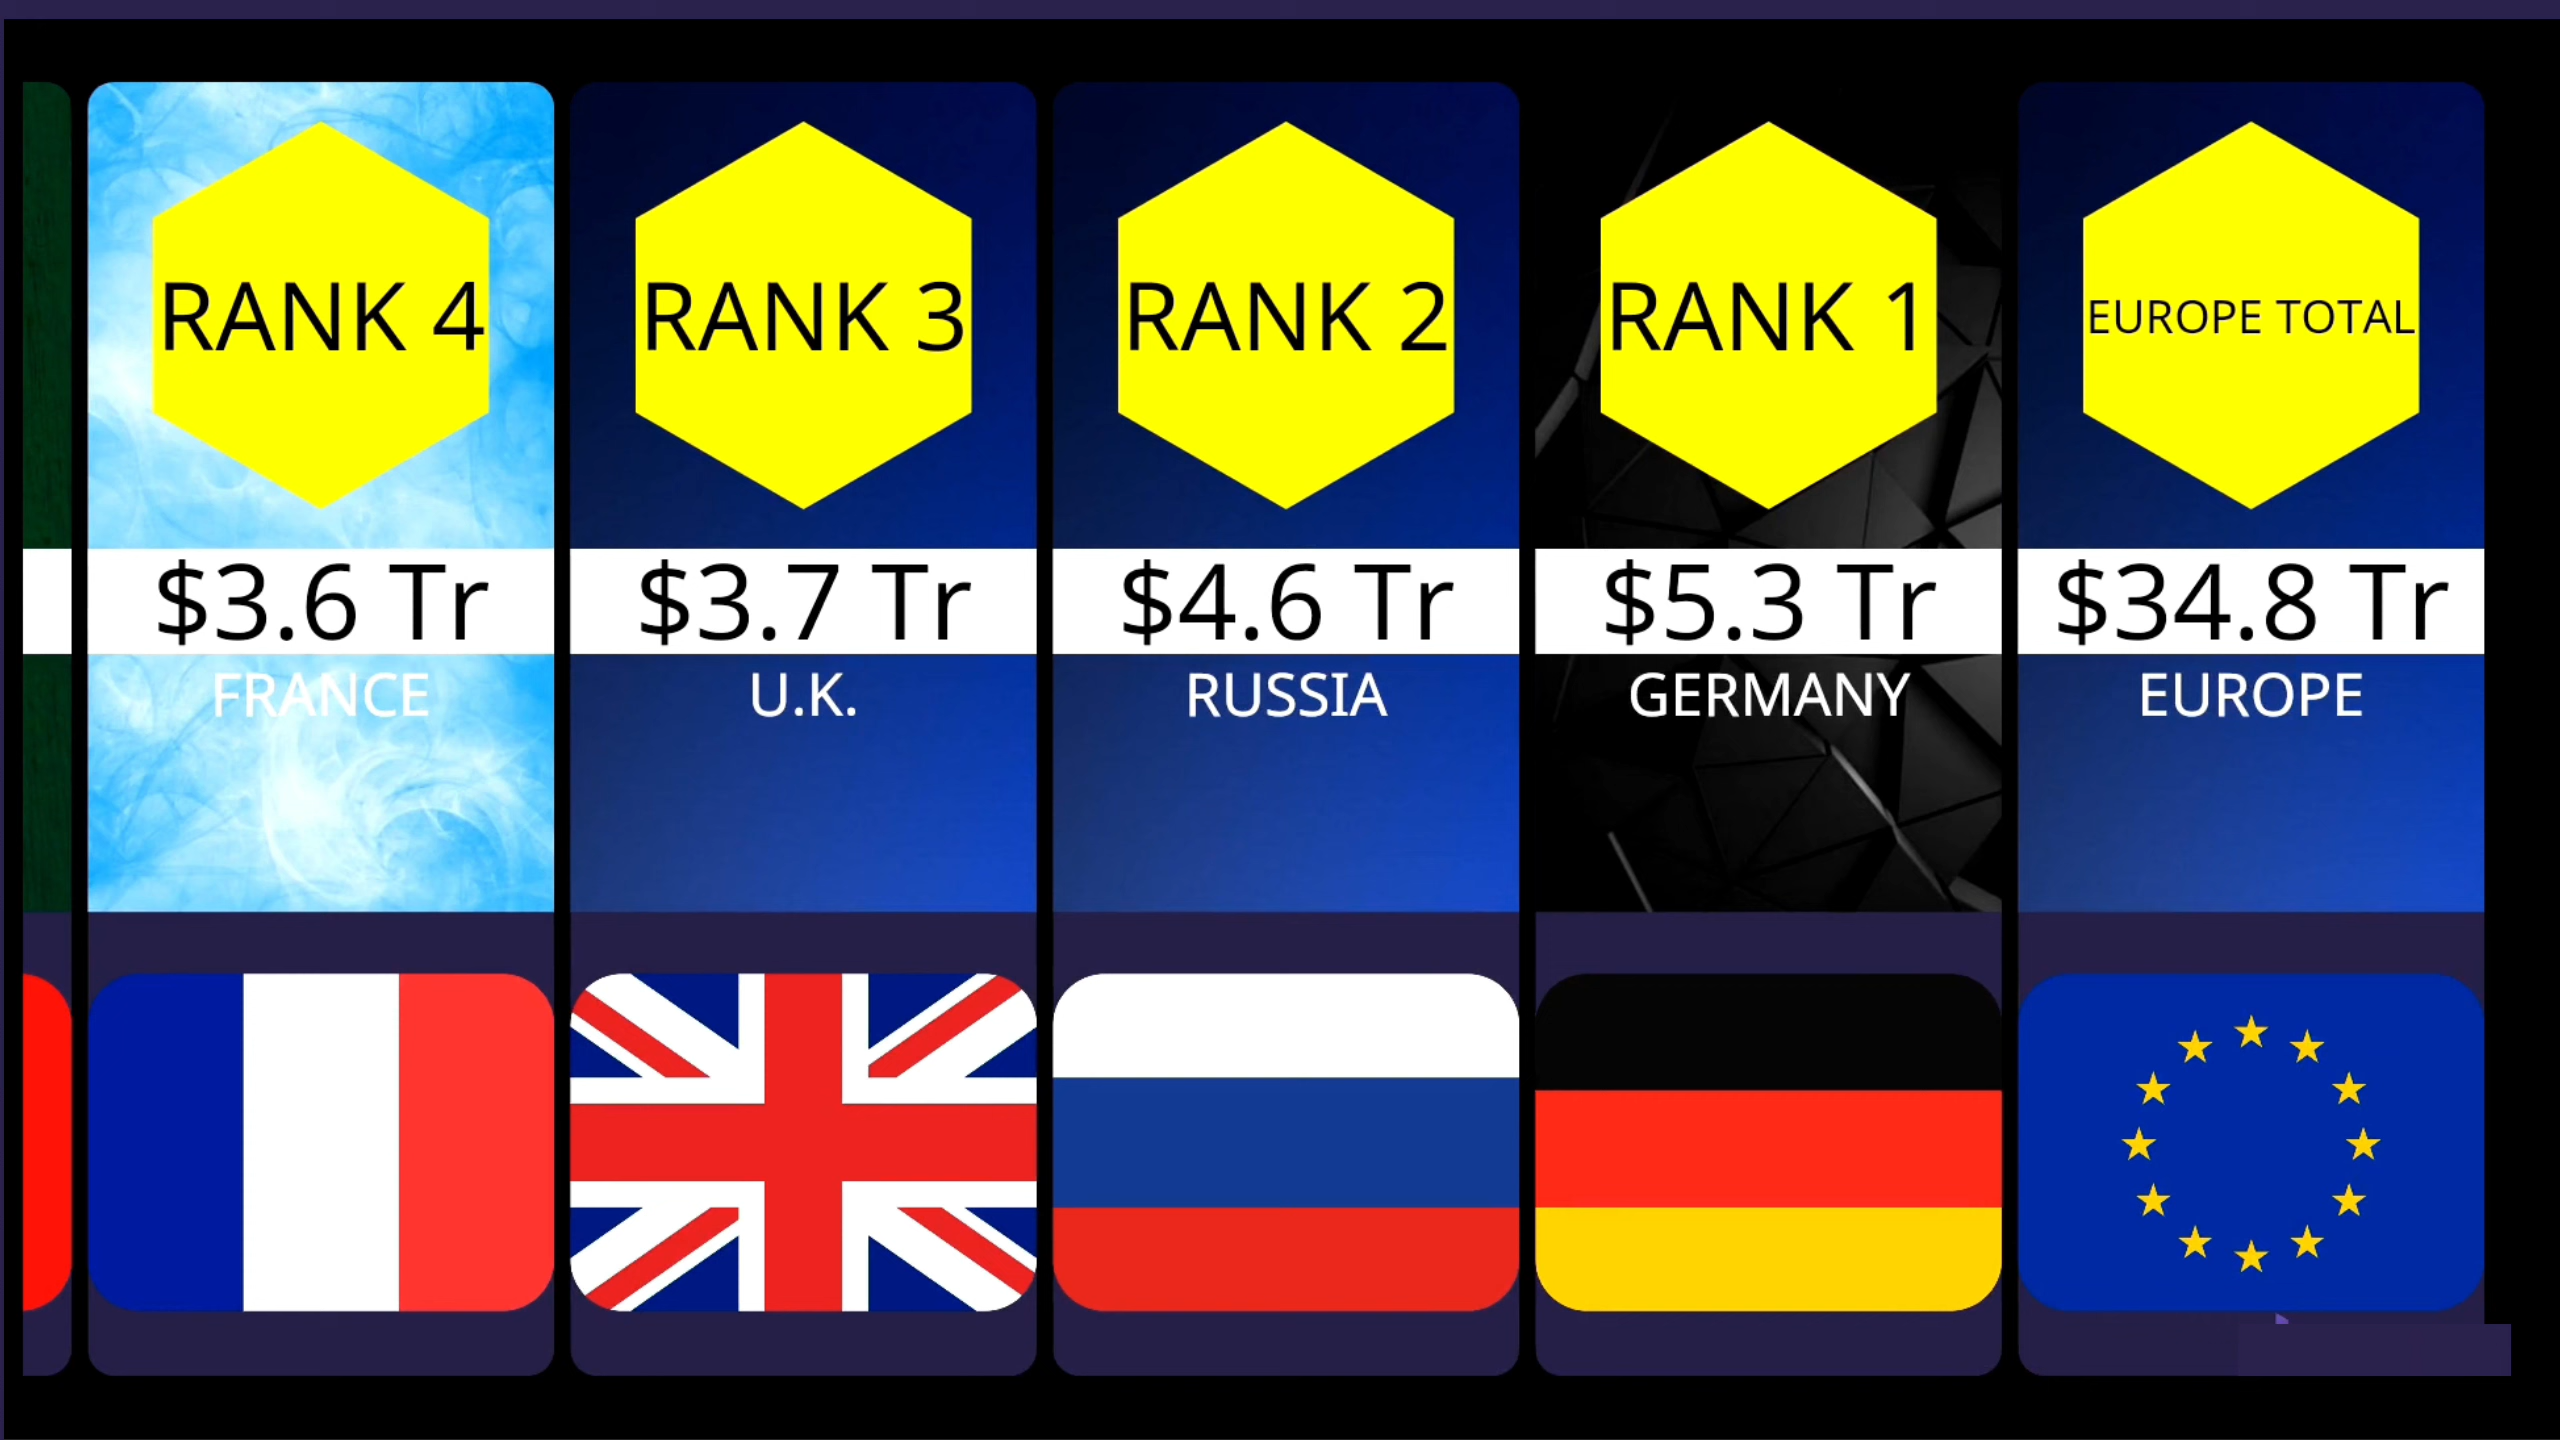 RANK 4
$3.6 Tr
FRANCE
RANK 3
$3.7 Tr
U.K.
RANK 2
$4.6 Tr
RUSSIA
RANK 1
$5.3 Tr
GERMANY
EUROPE TOTAL
$34.8 Tr
EUROPE